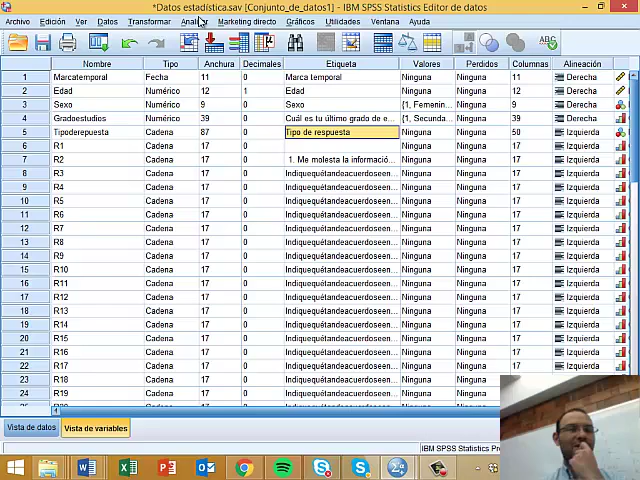 *Datos estadística.sav [Conjunto_de_datos1] - IBM SPSS Statistics Editor de datos
Archivo Edición Ver Datos Transformar Analizar Marketing directo Gráficos Utilidades Ventana Ayuda
Nombre Tipo Anchura Decimales Etiqueta Valores Perdidos Columnas Alineación
1 Marcatemporal Fecha 11 0 Marca temporal Ninguna Ninguna 11 Derecha
2 Edad Numérico 12 1 Edad Ninguna Ninguna 12 Derecha
3 Sexo Numérico 9 0 Sexo {1, Feminin... Ninguna 9 Derecha
4 Gradoestudios Numérico 39 0 Cuál es tu último grado de e... {1, Secunda... Ninguna 39 Derecha
5 Tipoderepuesta Cadena 87 0 Tipo de respuesta Ninguna Ninguna 50 Izquierda
6 R1 Cadena 17 0 Ninguna Ninguna 17 Izquierda
7 R2 Cadena 17 0 1. Me molesta la informació... Ninguna Ninguna 17 Izquierda
8 R3 Cadena 17 0 Indiquequétandeacuerdoseen... Ninguna Ninguna 17 Izquierda
9 R4 Cadena 17 0 Indiquequétandeacuerdoseen... Ninguna Ninguna 17 Izquierda
10 R5 Cadena 17 0 Indiquequétandeacuerdoseen... Ninguna Ninguna 17 Izquierda
11 R6 Cadena 17 0 Indiquequétandeacuerdoseen... Ninguna Ninguna 17 Izquierda
12 R7 Cadena 17 0 Indiquequétandeacuerdoseen... Ninguna Ninguna 17 Izquierda
13 R8 Cadena 17 0 Indiquequétandeacuerdoseen... Ninguna Ninguna 17 Izquierda
14 R9 Cadena 17 0 Indiquequétandeacuerdoseen... Ninguna Ninguna 17 Izquierda
15 R10 Cadena 17 0 Indiquequétandeacuerdoseen... Ninguna Ninguna 17 Izquierda
16 R11 Cadena 17 0 Indiquequétandeacuerdoseen... Ninguna Ninguna 17 Izquierda
17 R12 Cadena 17 0 Indiquequétandeacuerdoseen... Ninguna Ninguna 17 Izquierda
18 R13 Cadena 17 0 Indiquequétandeacuerdoseen... Ninguna Ninguna 17 Izquierda
19 R14 Cadena 17 0 Indiquequétandeacuerdoseen... Ninguna Ninguna 17 Izquierda
20 R15 Cadena 17 0 Indiquequétandeacuerdoseen... Ninguna Ninguna 17 Izquierda
21 R16 Cadena 17 0 Indiquequétandeacuerdoseen... Ninguna Ninguna 17 Izquierda
22 R17 Cadena 17 0 Indiquequétandeacuerdoseen... Ninguna Ninguna 17 Izquierda
23 R18 Cadena 17 0 Indiquequétandeacuerdoseen... Ninguna Ninguna
24 R19 Cadena 17 0 Indiquequétandeacuerdoseen... Ninguna Ninguna
Vista de datos Vista de variables
IBM SPSS Statistics Pro